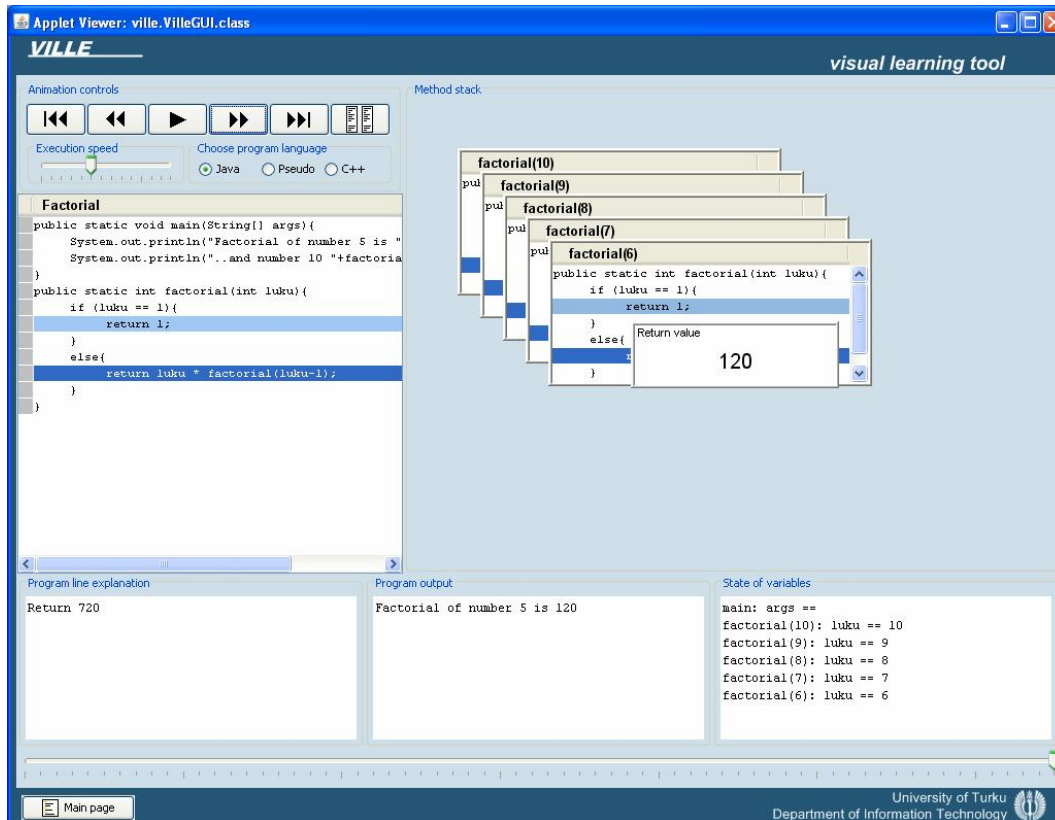 Applet Viewer: ville.VilleGUI.class
VILLE
visual learning tool
Animation controls
Execution speed
Choose program language
Java
Pseudo
C++
Factorial
public static void main(String[] args){
System.out.println("Factorial of number 5 is "
System.out.println("..and number 10 "+factoria
}
public static int factorial(int luku){
if (luku == 1){
return 1;
}
else{
return luku * factorial(luku-1);
}
}
Method stack
factorial(10)
pul
factorial(9)
pul
factorial(8)
pul
factorial(7)
pul
factorial(6)
public static int factorial(int luku){
if (luku == 1){
return 1;
}
else{
r
}
Return value
120
Program line explanation
Return 720
Program output
Factorial of number 5 is 120
State of variables
main: args ==
factorial(10): luku == 10
factorial(9): luku == 9
factorial(8): luku == 8
factorial(7): luku == 7
factorial(6): luku == 6
Main page
University of Turku
Department of Information Technology